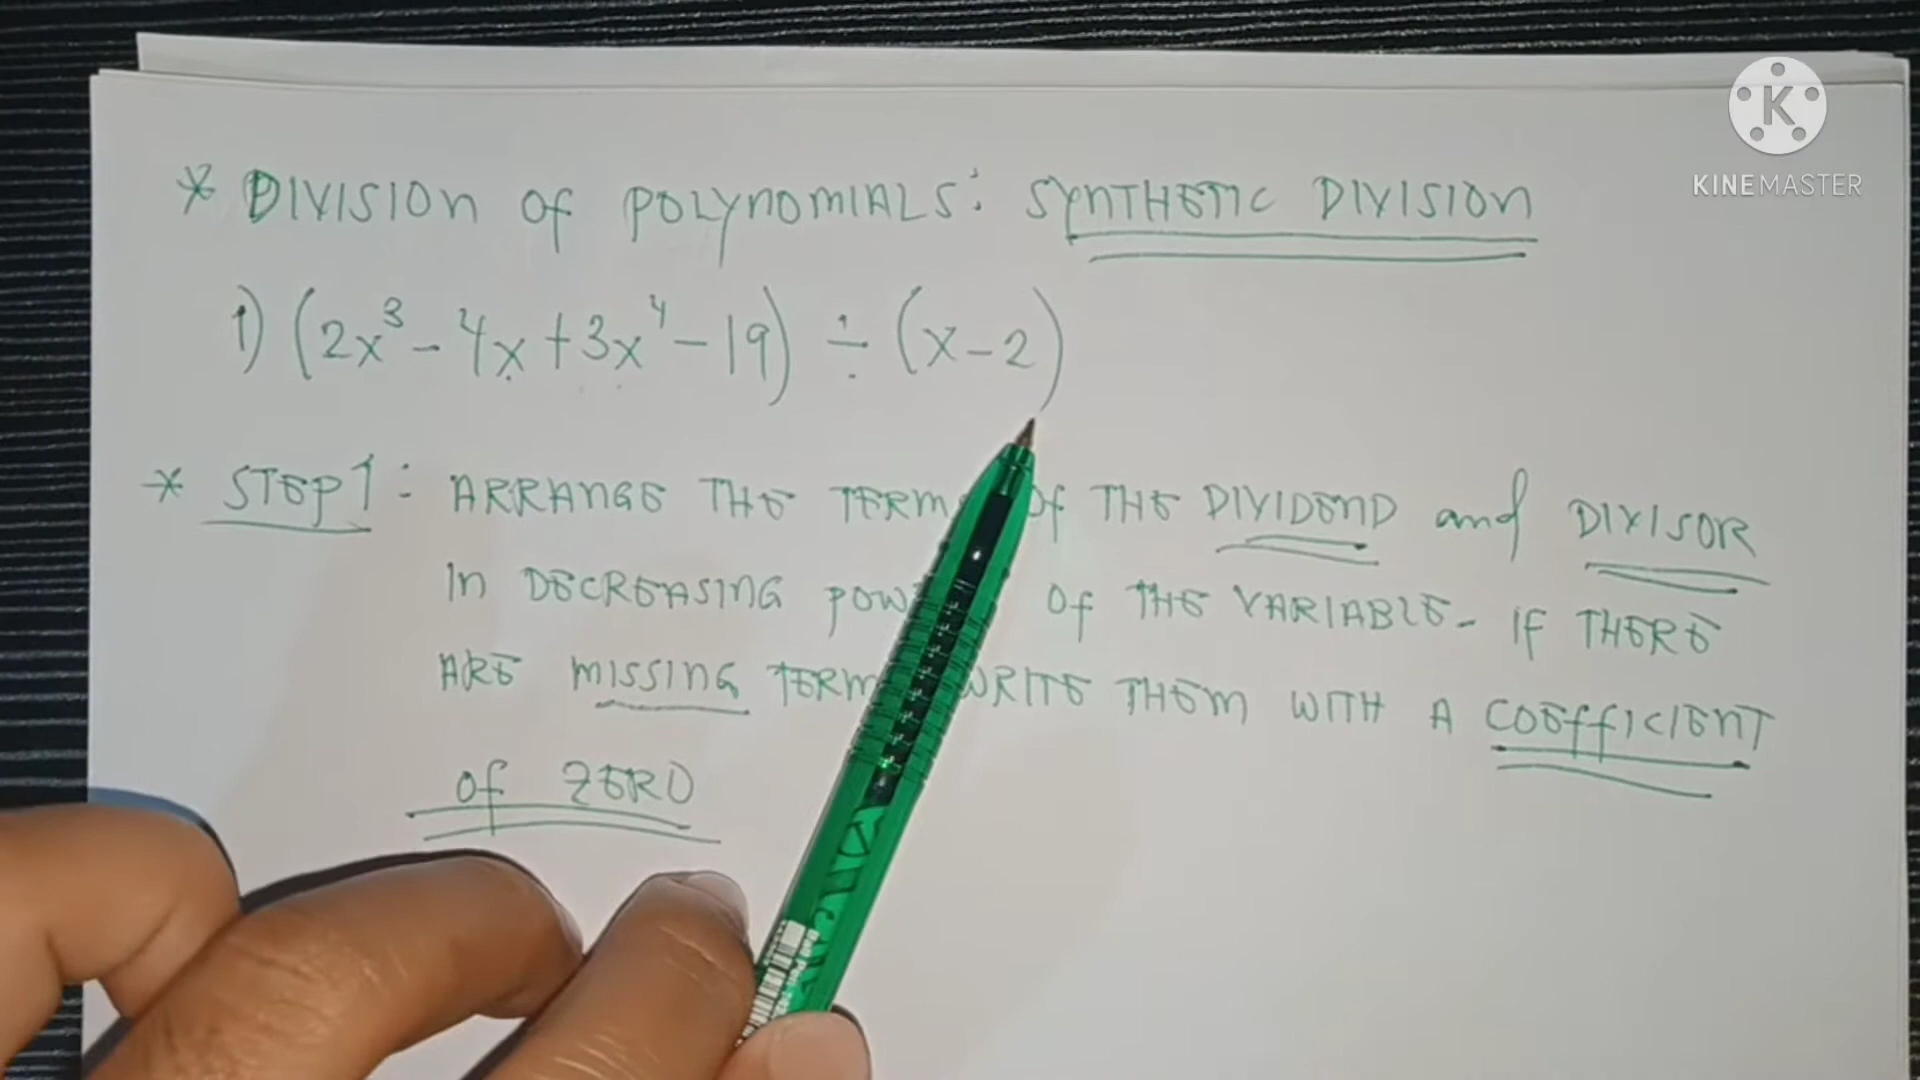 * DIVISION OF POLYNOMIALS: SYNTHETIC DIVISION
1) (2x³ - 4x + 3x⁴ - 19) ÷ (x - 2)
* STEP 1: ARRANGE THE TERM OF THE DIVIDEND and DIVISOR
In DECREASING POW OF THE VARIABLE. IF THERE
ARE MISSING TERM WRITE THEM WITH A COEFFICIENT
OF ZERO
K
KINEMASTER